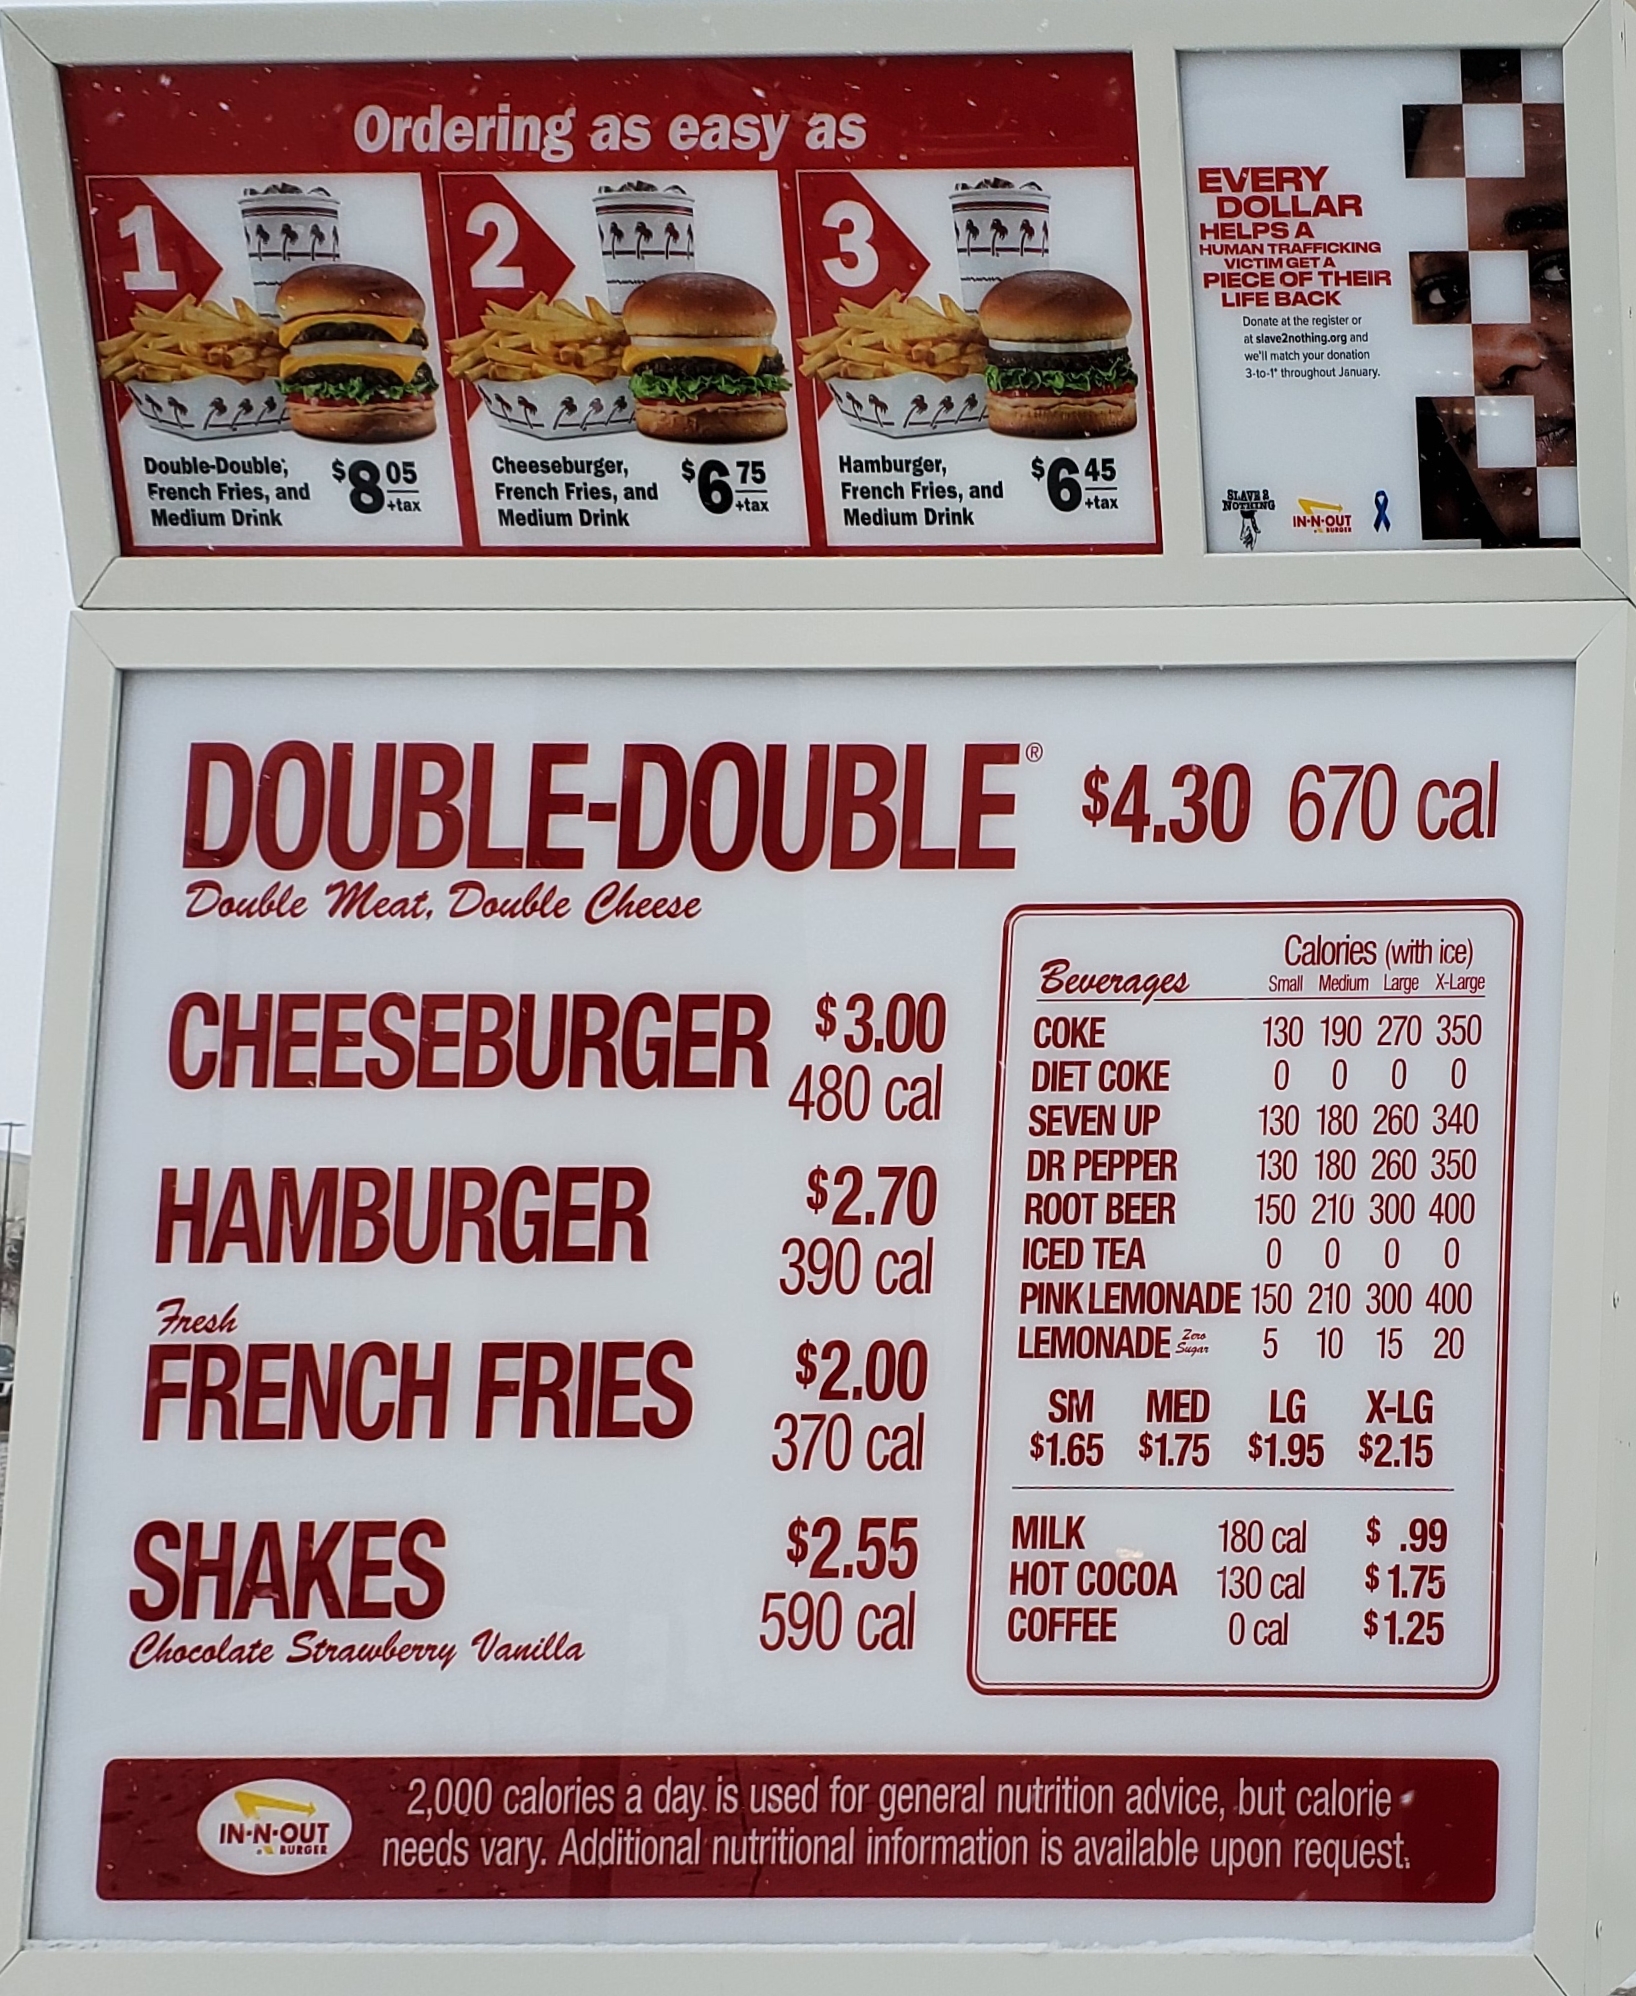 Ordering as easy as
1
Double-Double,
French Fries, and
Medium Drink
$8 05
+tax
2
Cheeseburger,
French Fries, and
Medium Drink
$6 75
+tax
3
Hamburger,
French Fries, and
Medium Drink
$6 45
+tax
EVERY
DOLLAR
HELPS A
HUMAN TRAFFICKING
VICTIM GET A
PIECE OF THEIR
LIFE BACK
Donate at the register or
at slave2nothing.org and
we'll match your donation
3-to-1* throughout January.
SLAVE 2
NOTHING
IN-N-OUT
BURGER
DOUBLE-DOUBLE® $4.30 670 cal
Double Meat, Double Cheese
CHEESEBURGER $3.00
480 cal
HAMBURGER $2.70
390 cal
Fresh
FRENCH FRIES $2.00
370 cal
SHAKES $2.55
590 cal
Chocolate Strawberry Vanilla
Calories (with ice)
Beverages Small Medium Large X-Large
COKE 130 190 270 350
DIET COKE 0 0 0 0
SEVEN UP 130 180 260 340
DR PEPPER 130 180 260 350
ROOT BEER 150 210 300 400
ICED TEA 0 0 0 0
PINK LEMONADE 150 210 300 400
LEMONADE Zero Sugar 5 10 15 20
SM MED LG X-LG
$1.65 $1.75 $1.95 $2.15
MILK 180 cal $ .99
HOT COCOA 130 cal $1.75
COFFEE 0 cal $1.25
IN-N-OUT
BURGER
2,000 calories a day is used for general nutrition advice, but calorie
needs vary. Additional nutritional information is available upon request.